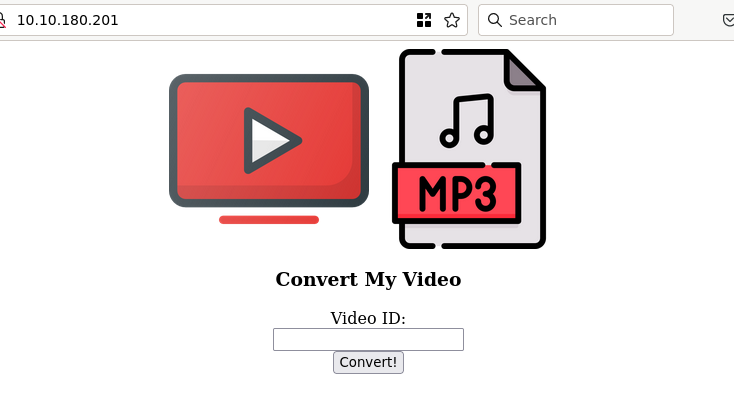 10.10.180.201
Search
MP3
Convert My Video
Video ID:
Convert!